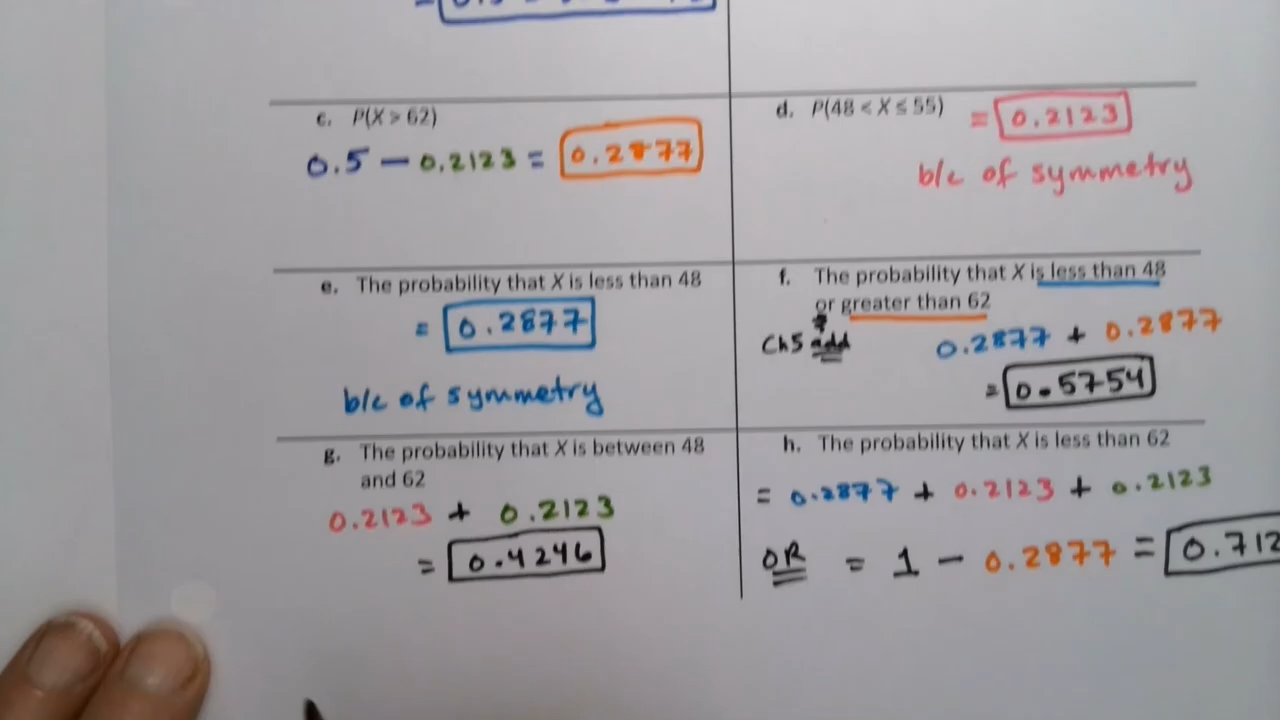 c. P(X > 62)
0.5 - 0.2123 = 0.2877
d. P(48 < X ≤ 55) = 0.2123
b/c of symmetry
e. The probability that X is less than 48
= 0.2877
b/c of symmetry
f. The probability that X is less than 48
or greater than 62
Ch5 add
0.2877 + 0.2877
= 0.5754
g. The probability that X is between 48
and 62
0.2123 + 0.2123
= 0.4246
h. The probability that X is less than 62
= 0.2877 + 0.2123 + 0.2123
OR = 1 - 0.2877 = 0.712